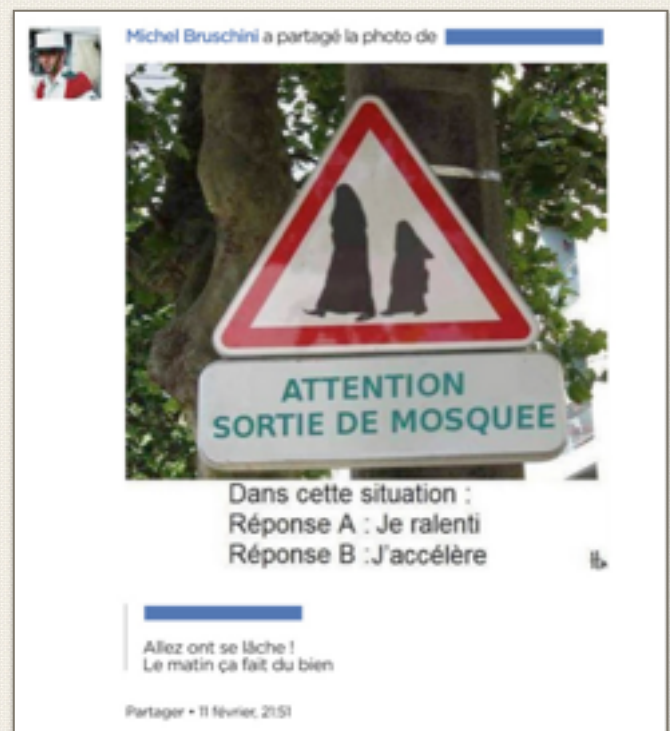 Michel Bruschini a partagé la photo de
ATTENTION
SORTIE DE MOSQUEE
Dans cette situation :
Réponse A : Je ralenti
Réponse B :J'accélère
Allez ont se lâche !
Le matin ça fait du bien
Partager • 11 février, 21:51